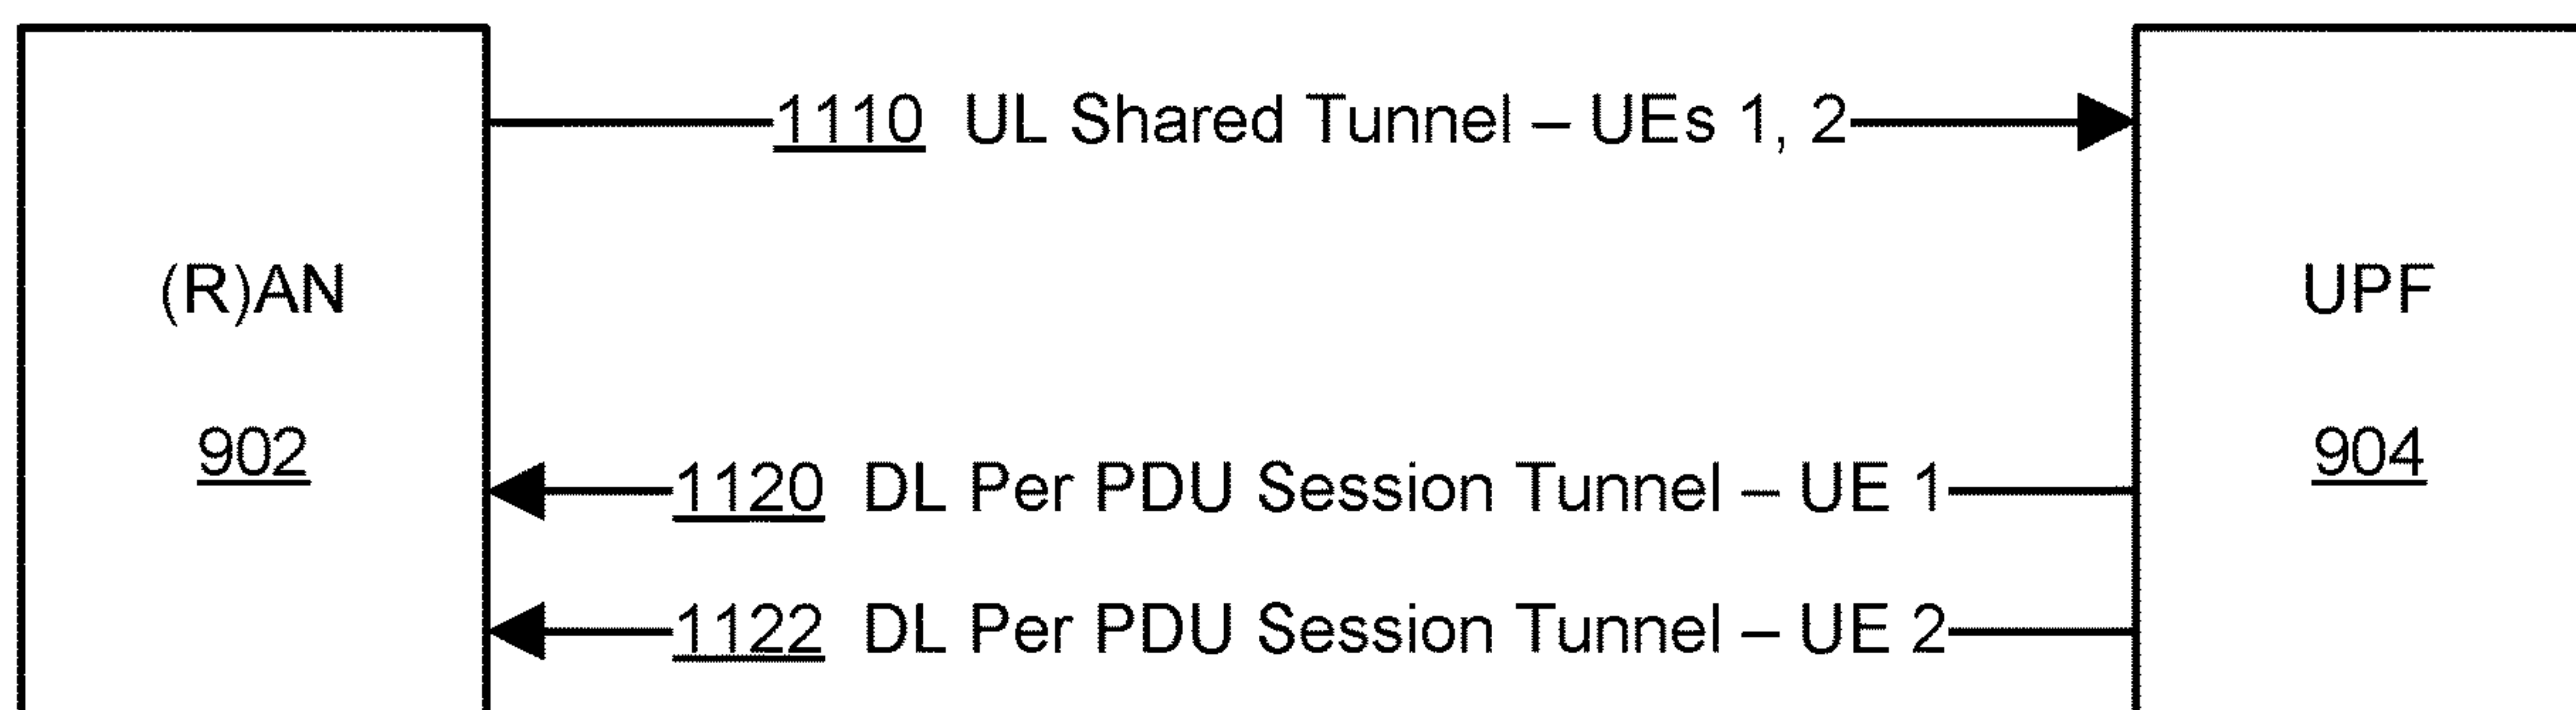 1110 UL Shared Tunnel – UEs 1, 2
(R)AN
UPF
902
904
1120 DL Per PDU Session Tunnel – UE 1
1122 DL Per PDU Session Tunnel – UE 2